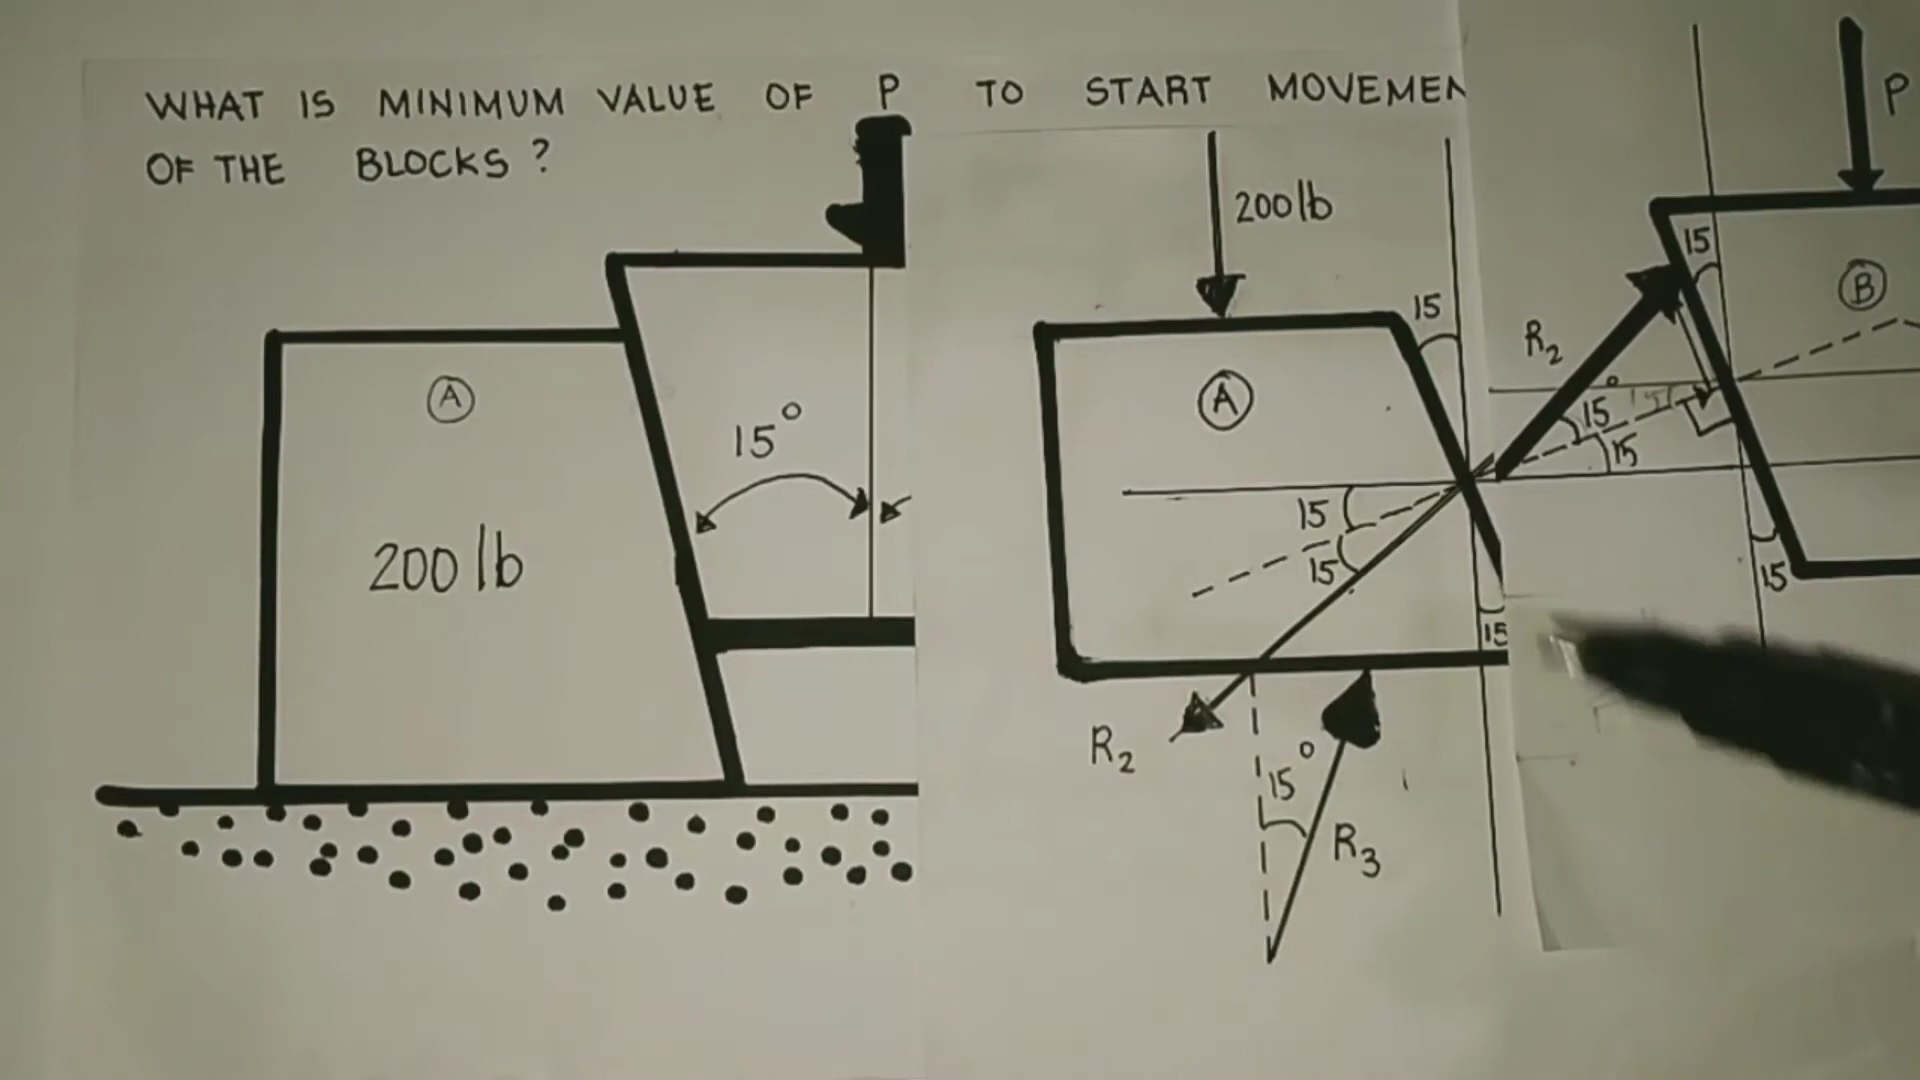 WHAT IS MINIMUM VALUE OF P TO START MOVEMEN
OF THE BLOCKS ?
A
15°
200 lb
200 lb
15
A
15
15
15
R2
15°
R3
P
15
B
R2
15°
15
15
15